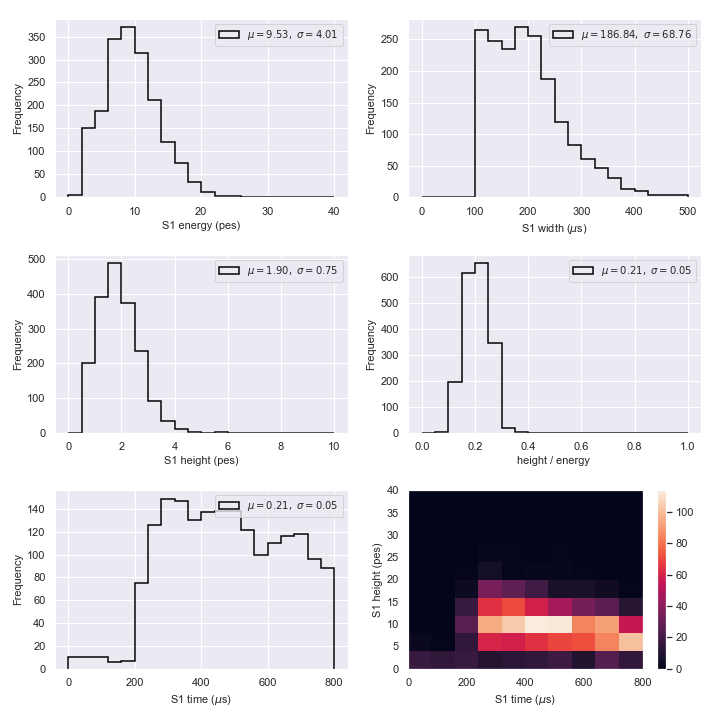 350
300
250
200
150
100
50
0
Frequency
μ = 9.53, σ = 4.01
0 10 20 30 40
S1 energy (pes)
250
200
150
100
50
0
Frequency
μ = 186.84, σ = 68.76
0 100 200 300 400 500
S1 width (μs)
500
400
300
200
100
0
Frequency
μ = 1.90, σ = 0.75
0 2 4 6 8 10
S1 height (pes)
600
500
400
300
200
100
0
Frequency
μ = 0.21, σ = 0.05
0.0 0.2 0.4 0.6 0.8 1.0
height / energy
140
120
100
80
60
40
20
0
Frequency
μ = 0.21, σ = 0.05
0 200 400 600 800
S1 time (μs)
40
35
30
25
20
15
10
5
0
S1 height (pes)
0 200 400 600 800
S1 time (μs)
100
80
60
40
20
0